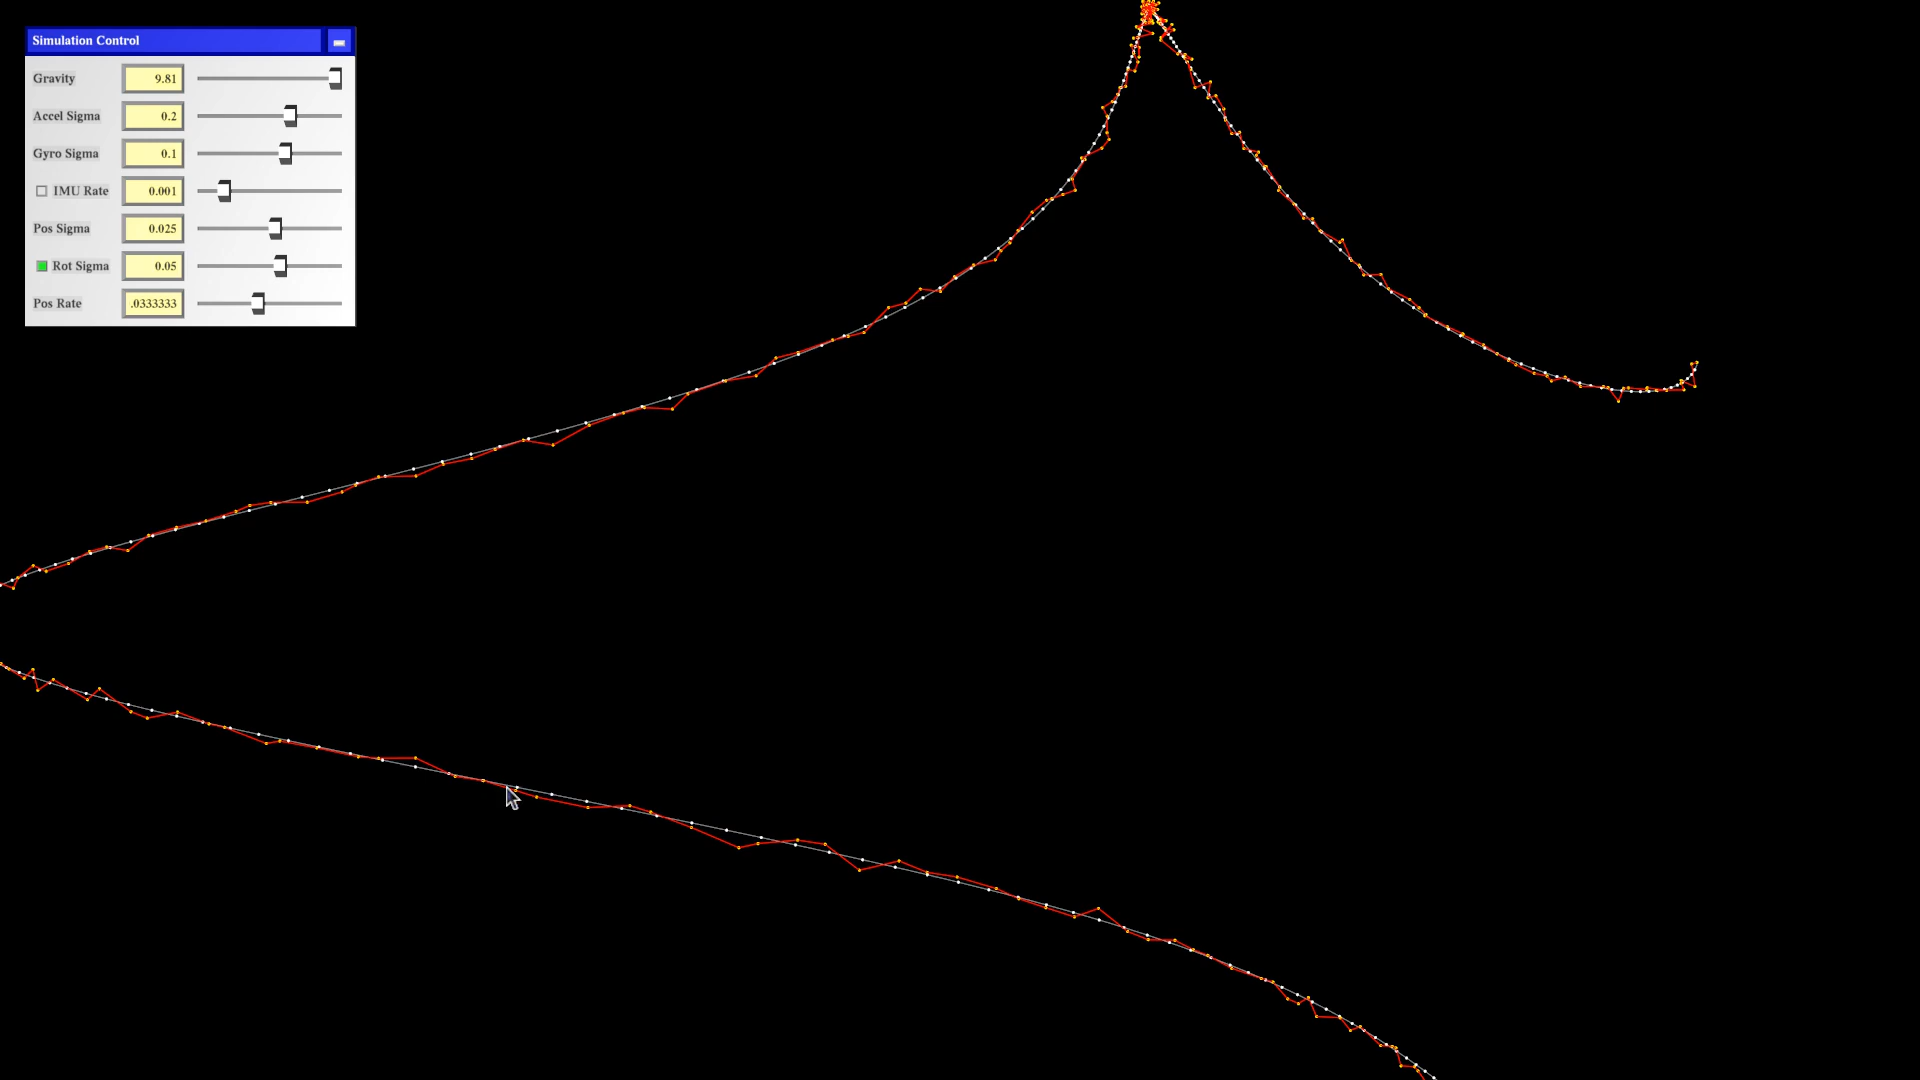 Simulation Control
Gravity 9.81
Accel Sigma 0.2
Gyro Sigma 0.1
IMU Rate 0.001
Pos Sigma 0.025
Rot Sigma 0.05
Pos Rate .0333333